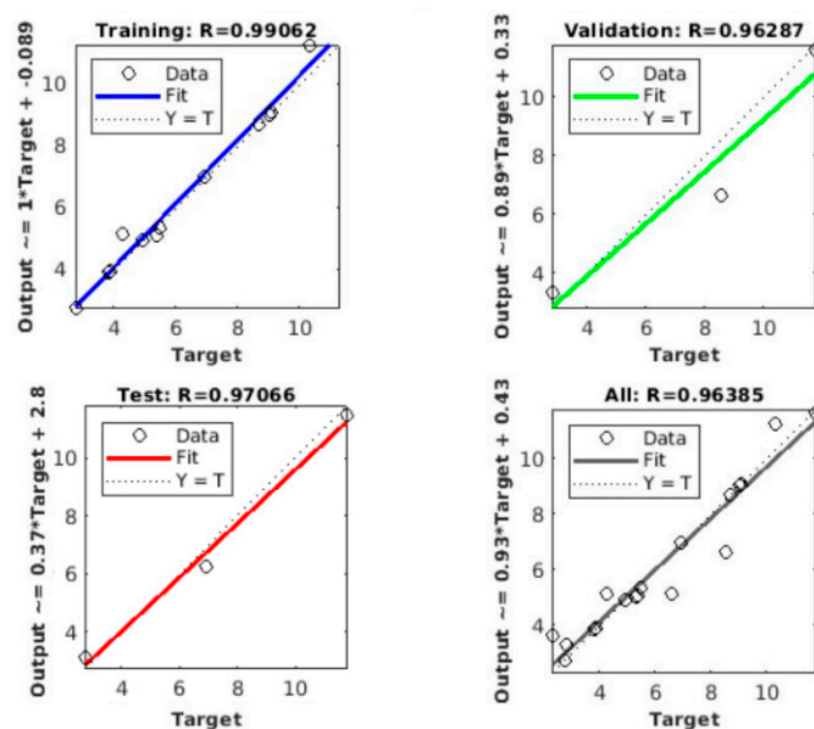 Training: R=0.99062
Output ~= 1*Target + -0.089
Data
Fit
Y = T
10
8
6
4
4 6 8 10
Target
Validation: R=0.96287
Output ~= 0.89*Target + 0.33
Data
Fit
Y = T
10
8
6
4
4 6 8 10
Target
Test: R=0.97066
Output ~= 0.37*Target + 2.8
Data
Fit
Y = T
10
8
6
4
4 6 8 10
Target
All: R=0.96385
Output ~= 0.93*Target + 0.43
Data
Fit
Y = T
10
8
6
4
4 6 8 10
Target